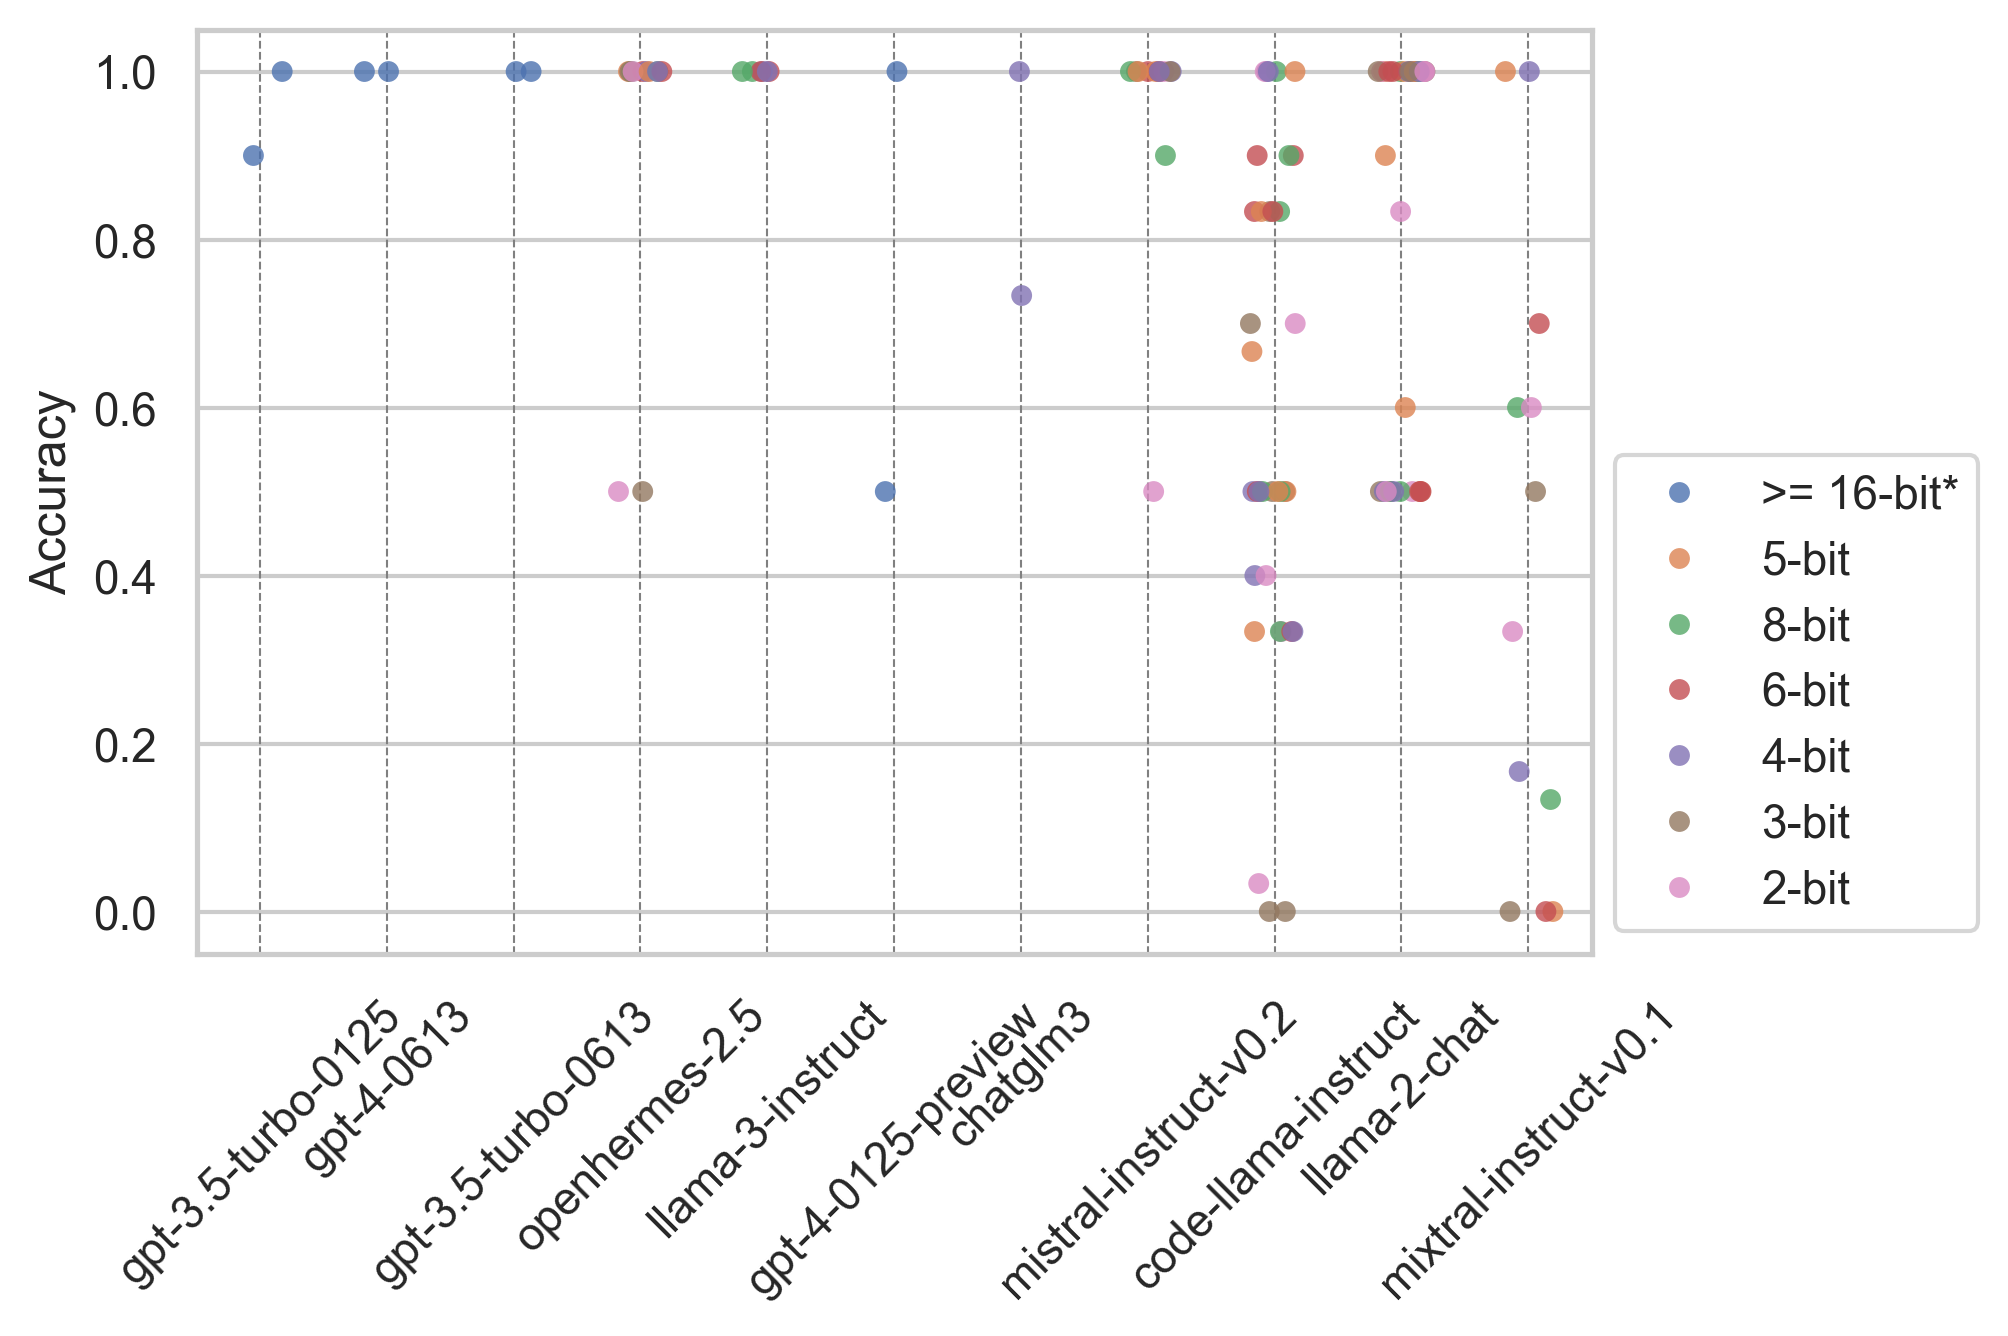 1.0
0.8
0.6
0.4
0.2
0.0
Accuracy
gpt-3.5-turbo-0125
gpt-4-0613
gpt-3.5-turbo-0613
openhermes-2.5
llama-3-instruct
gpt-4-0125-preview
chatglm3
mistral-instruct-v0.2
code-llama-instruct
llama-2-chat
mixtral-instruct-v0.1
>= 16-bit*
5-bit
8-bit
6-bit
4-bit
3-bit
2-bit